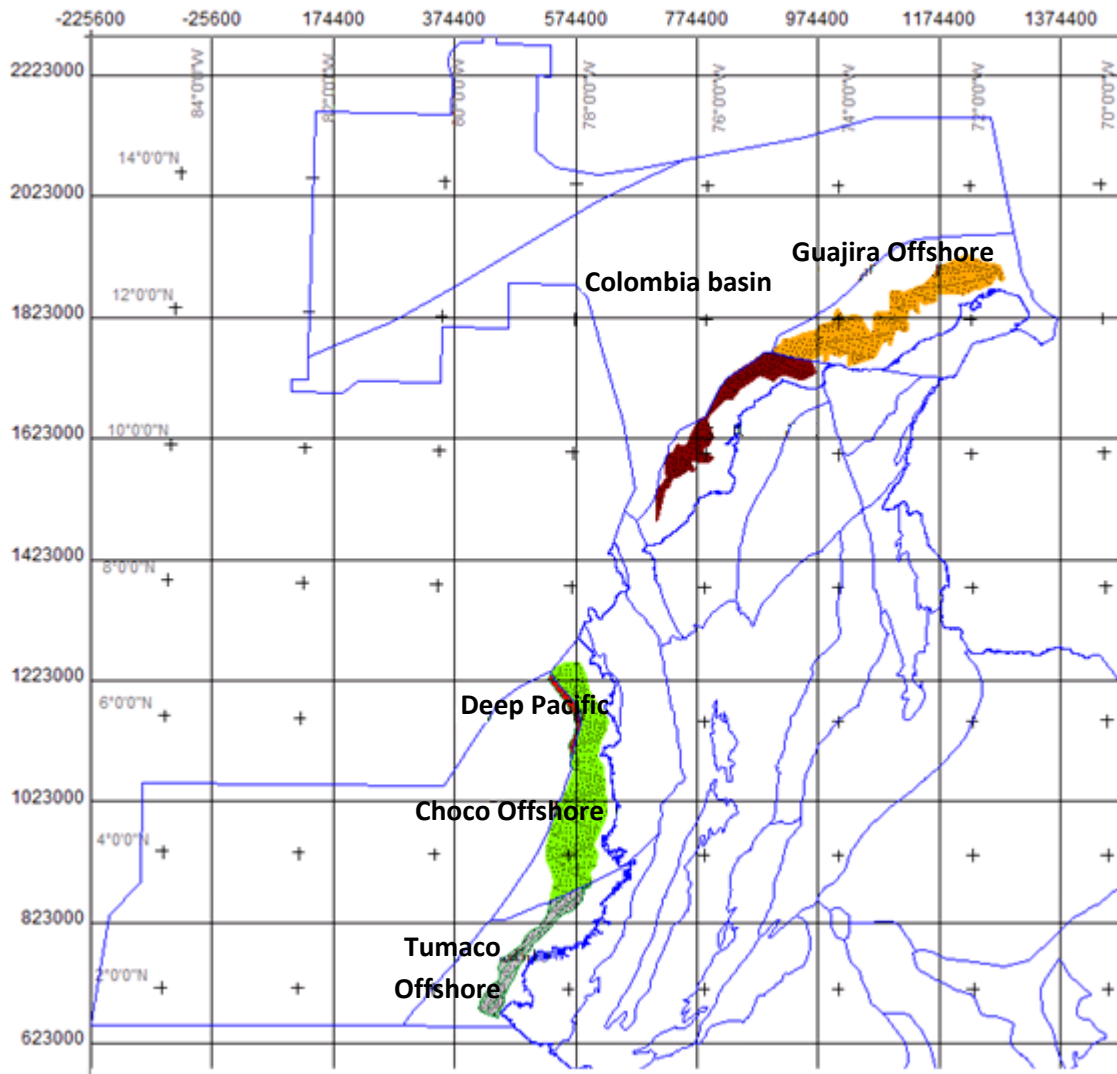 -225600 -25600 174400 374400 574400 774400 974400 1174400 1374400
2223000
84°0'0"W 82°0'0"W 80°0'0"W 78°0'0"W 76°0'0"W 74°0'0"W 72°0'0"W 70°0'0"W
14°0'0"N
2023000
Guajira Offshore
Colombia basin
12°0'0"N
1823000
1623000
10°0'0"N
1423000
8°0'0"N
1223000
6°0'0"N
Deep Pacific
1023000
Choco Offshore
4°0'0"N
823000
Tumaco
2°0'0"N
Offshore
623000